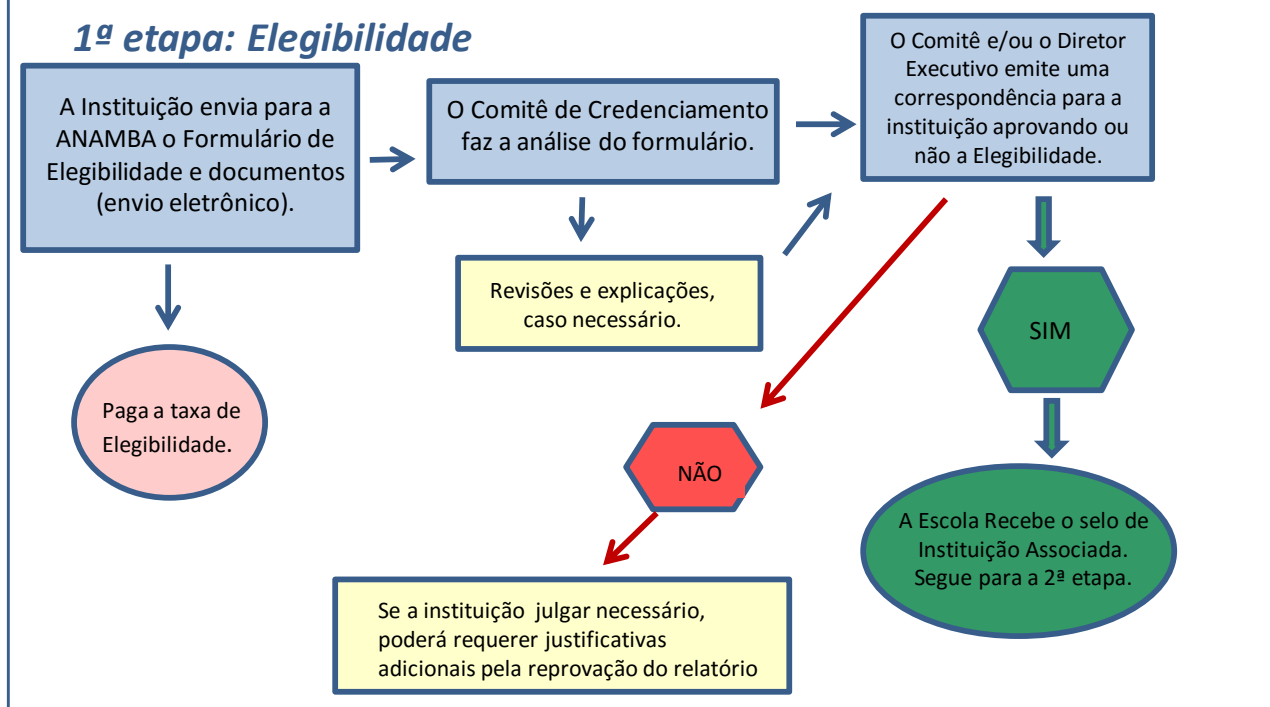 1ª etapa: Elegibilidade
A Instituição envia para a
ANAMBA o Formulário de
Elegibilidade e documentos
(envio eletrônico).
O Comitê de Credenciamento
faz a análise do formulário.
O Comitê e/ou o Diretor
Executivo emite uma
correspondência para a
instituição aprovando ou
não a Elegibilidade.
Revisões e explicações,
caso necessário.
Paga a taxa de
Elegibilidade.
SIM
NÃO
A Escola Recebe o selo de
Instituição Associada.
Segue para a 2ª etapa.
Se a instituição julgar necessário,
poderá requerer justificativas
adicionais pela reprovação do relatório